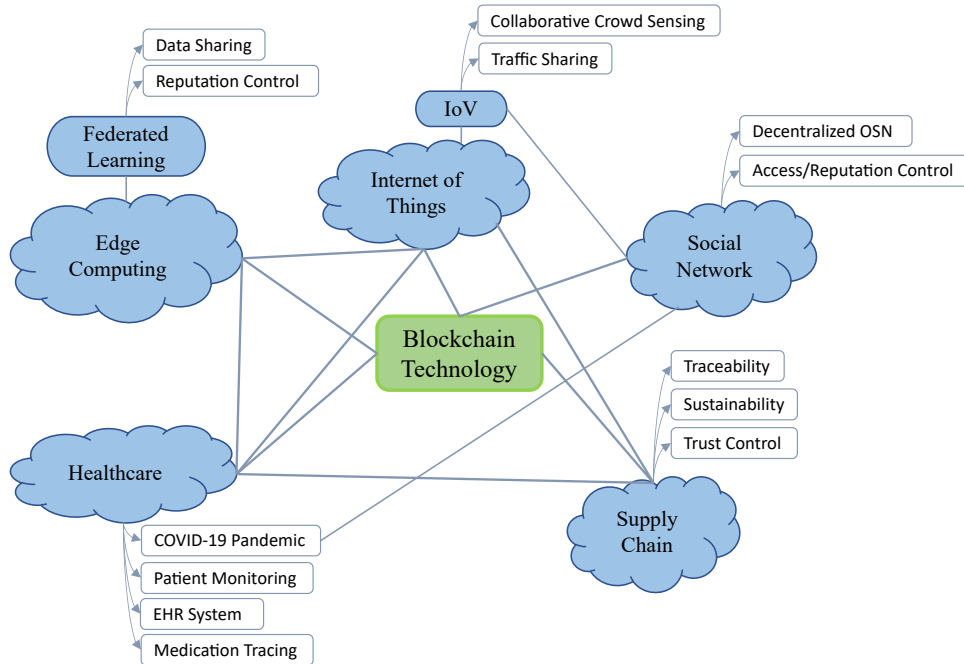 Collaborative Crowd Sensing
Data Sharing
Traffic Sharing
Reputation Control
IoV
Federated
Learning
Decentralized OSN
Access/Reputation Control
Internet of
Things
Edge
Computing
Social
Network
Blockchain
Technology
Traceability
Sustainability
Trust Control
Healthcare
Supply
Chain
COVID-19 Pandemic
Patient Monitoring
EHR System
Medication Tracing